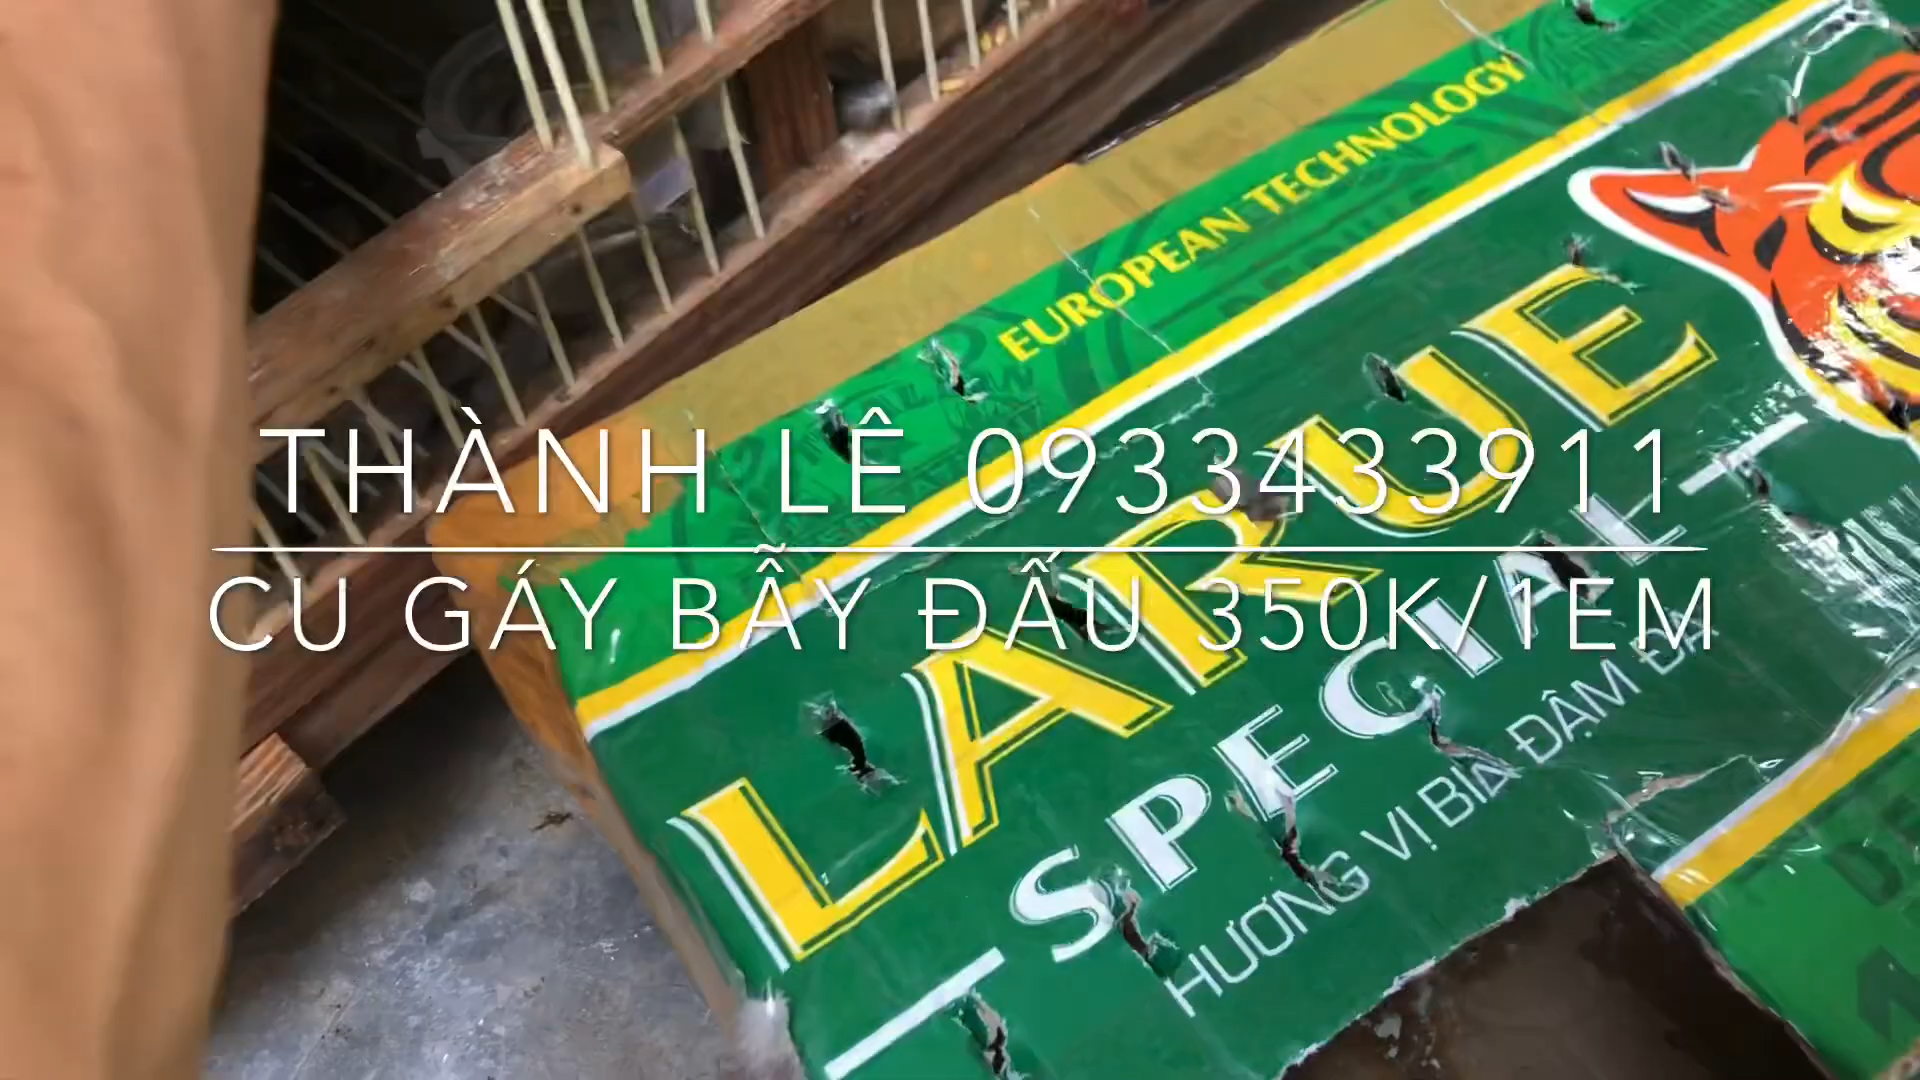 EUROPEAN TECHNOLOGY
LARUE
SPECIAL
HƯƠNG VỊ BIA ĐẬM ĐÀ
THÀNH LÊ 0933433911
CU GÁY BẪY ĐẤU 350K/1EM